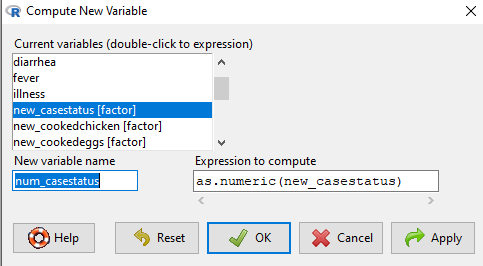 Compute New Variable
Current variables (double-click to expression)
diarrhea
fever
illness
new_casestatus [factor]
new_cookedchicken [factor]
new_cookedeggs [factor]
New variable name
Expression to compute
num_casestatus
as.numeric(new_casestatus)
Help
Reset
OK
Cancel
Apply